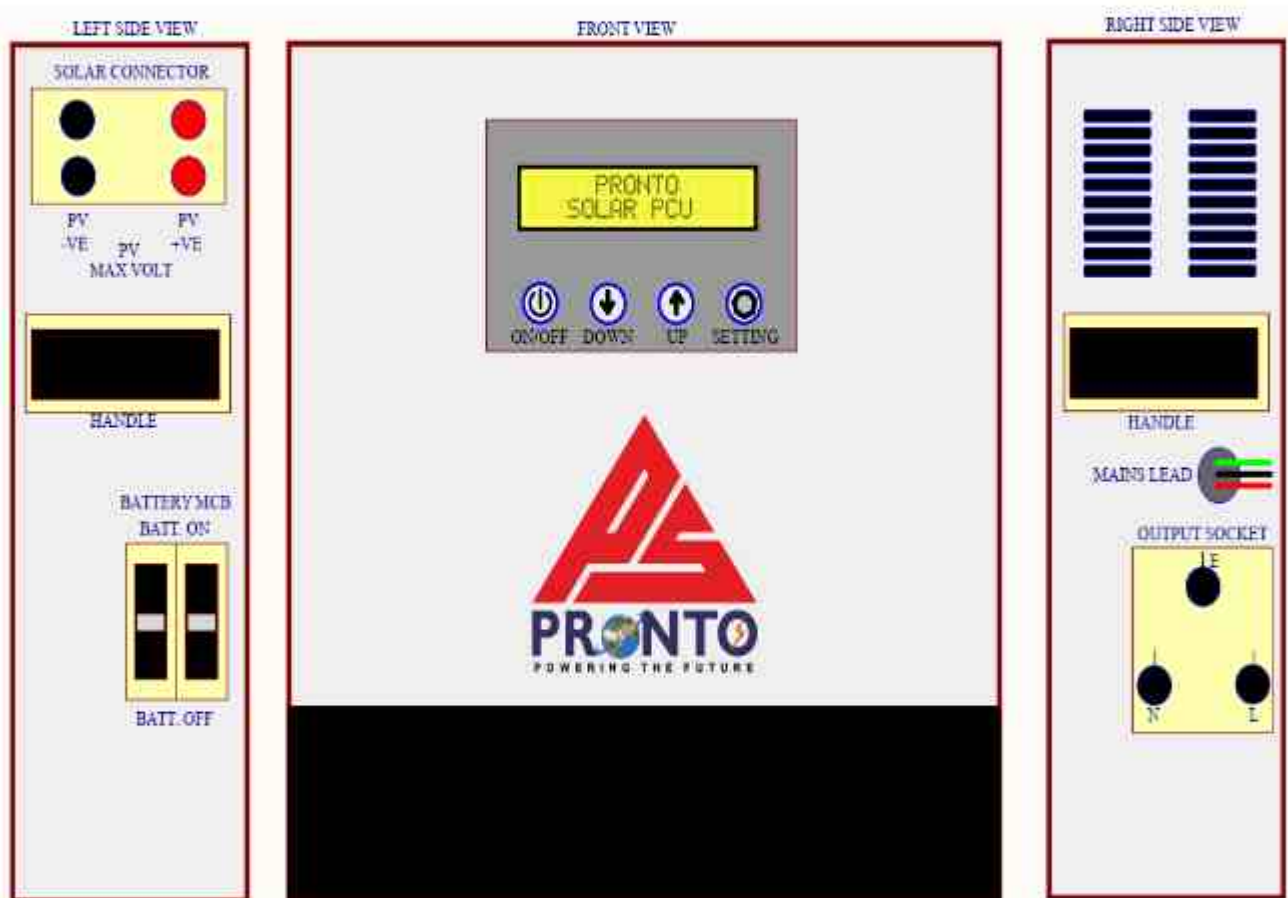 LEFT SIDE VIEW
SOLAR CONNECTOR
PV PV
-VE +VE
PV
MAX VOLT
HANDLE
BATTERY MCB
BATT. ON
BATT. OFF
FRONT VIEW
PRONTO
SOLAR PCU
ON/OFF DOWN UP SETTING
PS
PRONTO
POWERING THE FUTURE
RIGHT SIDE VIEW
HANDLE
MAINS LEAD
OUTPUT SOCKET
E
N L